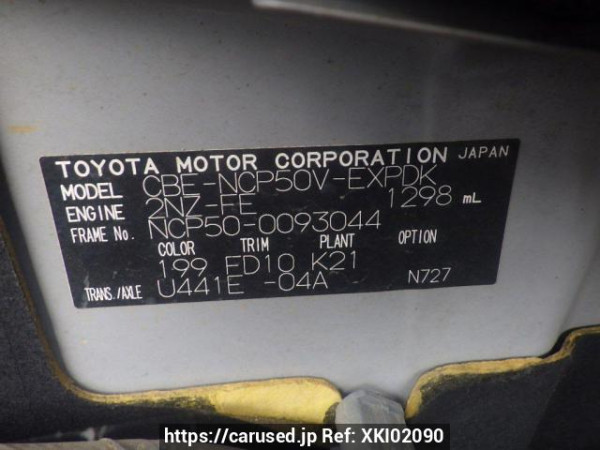 TOYOTA MOTOR CORPORATION JAPAN
MODEL CBE-NCP50V-EXPDK
ENGINE 2NZ-FE 1298 mL
FRAME No. NCP50-0093044
COLOR TRIM PLANT OPTION
199 FD10 K21
TRANS./AXLE U441E -04A N727
https://carused.jp Ref: XKI02090